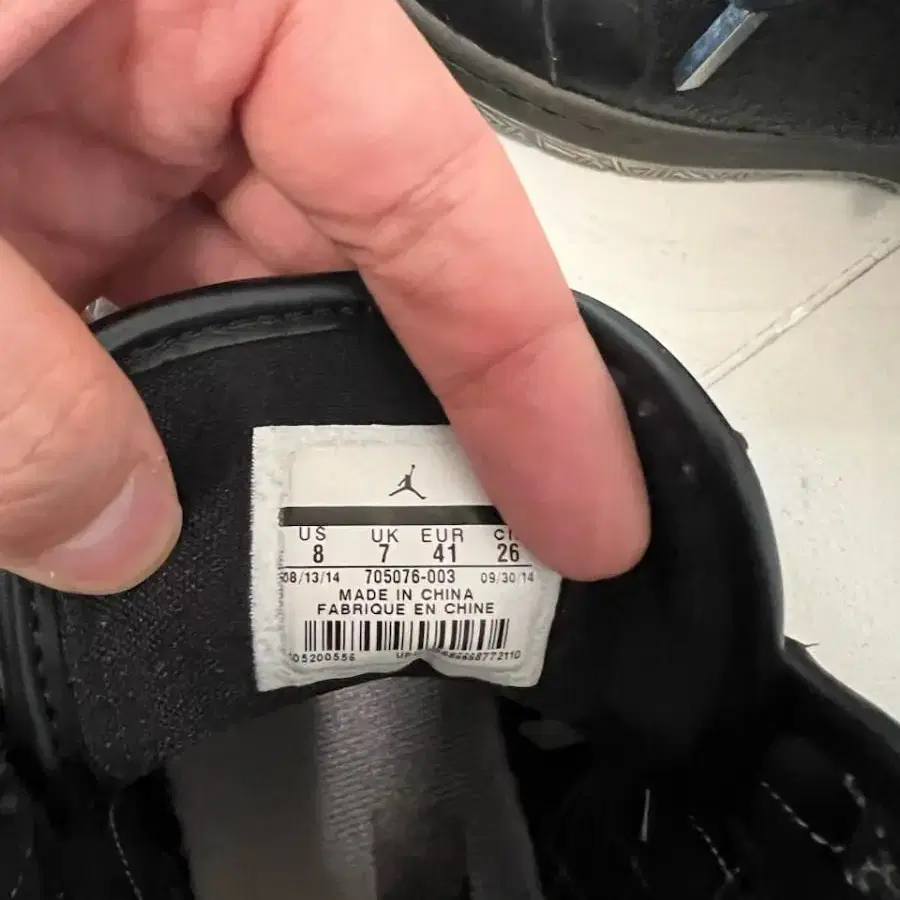 US UK EUR
8 7 41 26
08/13/14 705076-003 09/30/14
MADE IN CHINA
FABRIQUE EN CHINE